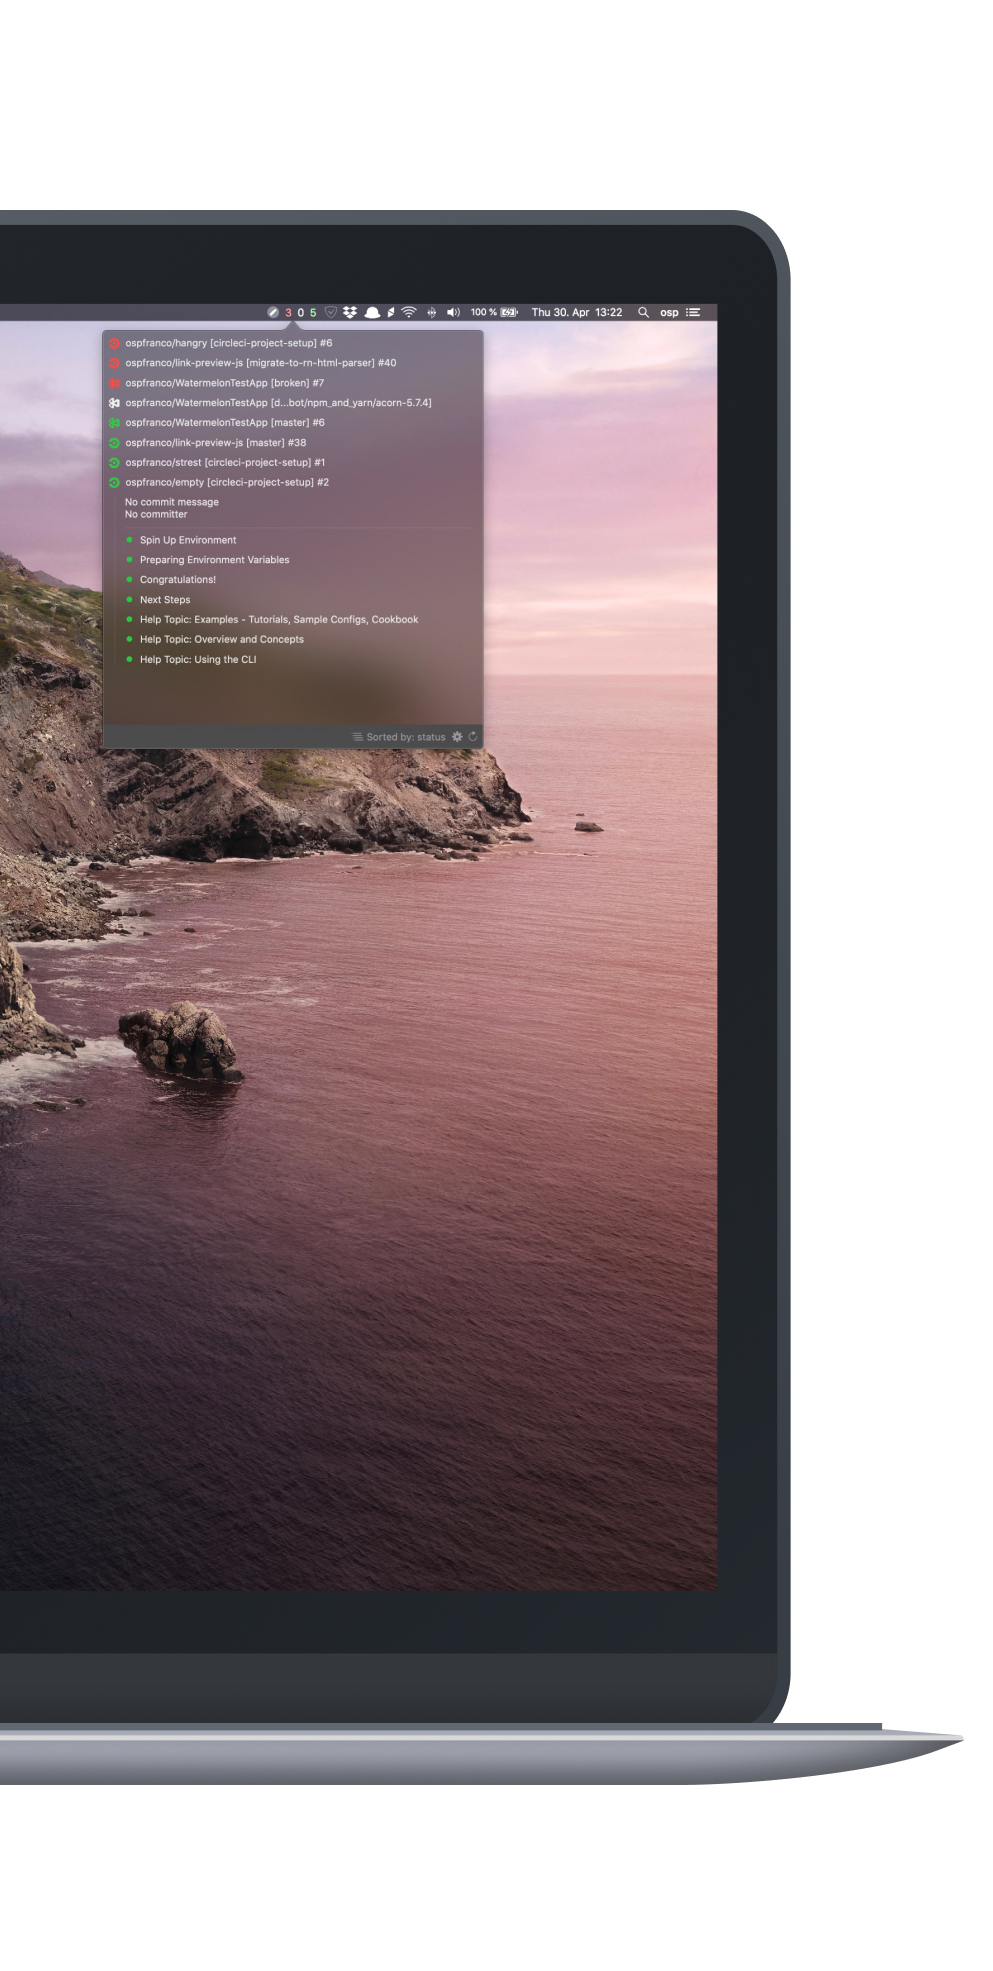 3 0 5 100 % Thu 30. Apr 13:22 osp
ospfranco/hangry [circleci-project-setup] #6
ospfranco/link-preview-js [migrate-to-rn-html-parser] #40
ospfranco/WatermelonTestApp [broken] #7
ospfranco/WatermelonTestApp [d...bot/npm_and_yarn/acorn-5.7.4]
ospfranco/WatermelonTestApp [master] #6
ospfranco/link-preview-js [master] #38
ospfranco/strest [circleci-project-setup] #1
ospfranco/empty [circleci-project-setup] #2
No commit message
No committer
Spin Up Environment
Preparing Environment Variables
Congratulations!
Next Steps
Help Topic: Examples - Tutorials, Sample Configs, Cookbook
Help Topic: Overview and Concepts
Help Topic: Using the CLI
Sorted by: status